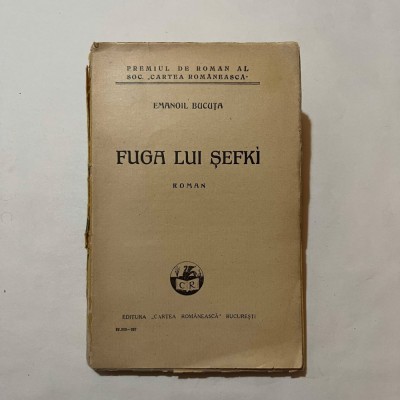 PREMIUL DE ROMAN AL
SOC. „CARTEA ROMÂNEASCĂ"
EMANOIL BUCUȚA
FUGA LUI ȘEFKI
ROMAN
C R
EDITURA „CARTEA ROMÂNEASCĂ" BUCUREȘTI